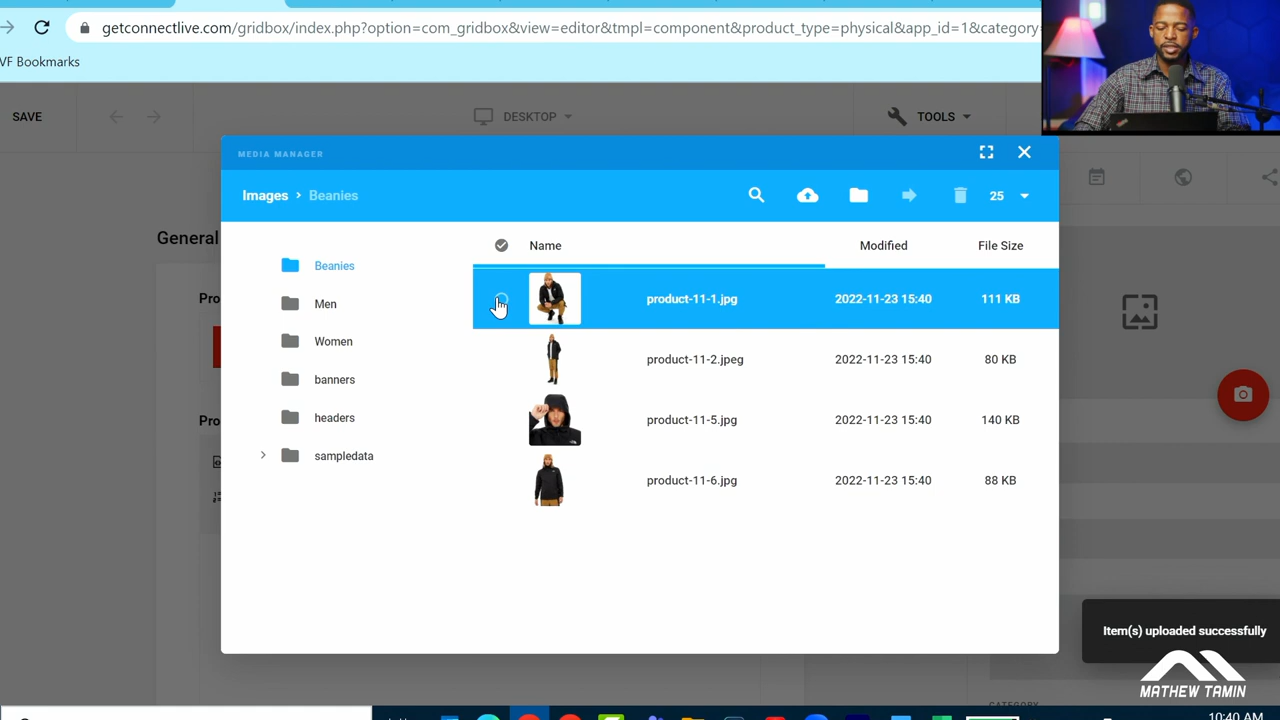 getconnectlive.com/gridbox/index.php?option=com_gridbox&view=editor&tmpl=component&product_type=physical&app_id=1&category
VF Bookmarks
SAVE
DESKTOP
TOOLS
MEDIA MANAGER
Images > Beanies
25
General
Name
Modified
File Size
Beanies
product-11-1.jpg
2022-11-23 15:40
111 KB
Men
Women
product-11-2.jpeg
2022-11-23 15:40
80 KB
banners
headers
product-11-5.jpg
2022-11-23 15:40
140 KB
sampledata
product-11-6.jpg
2022-11-23 15:40
88 KB
Pro
Pro
Item(s) uploaded successfully
MATHEW TAMIN
CATEGORY
10:40 AM